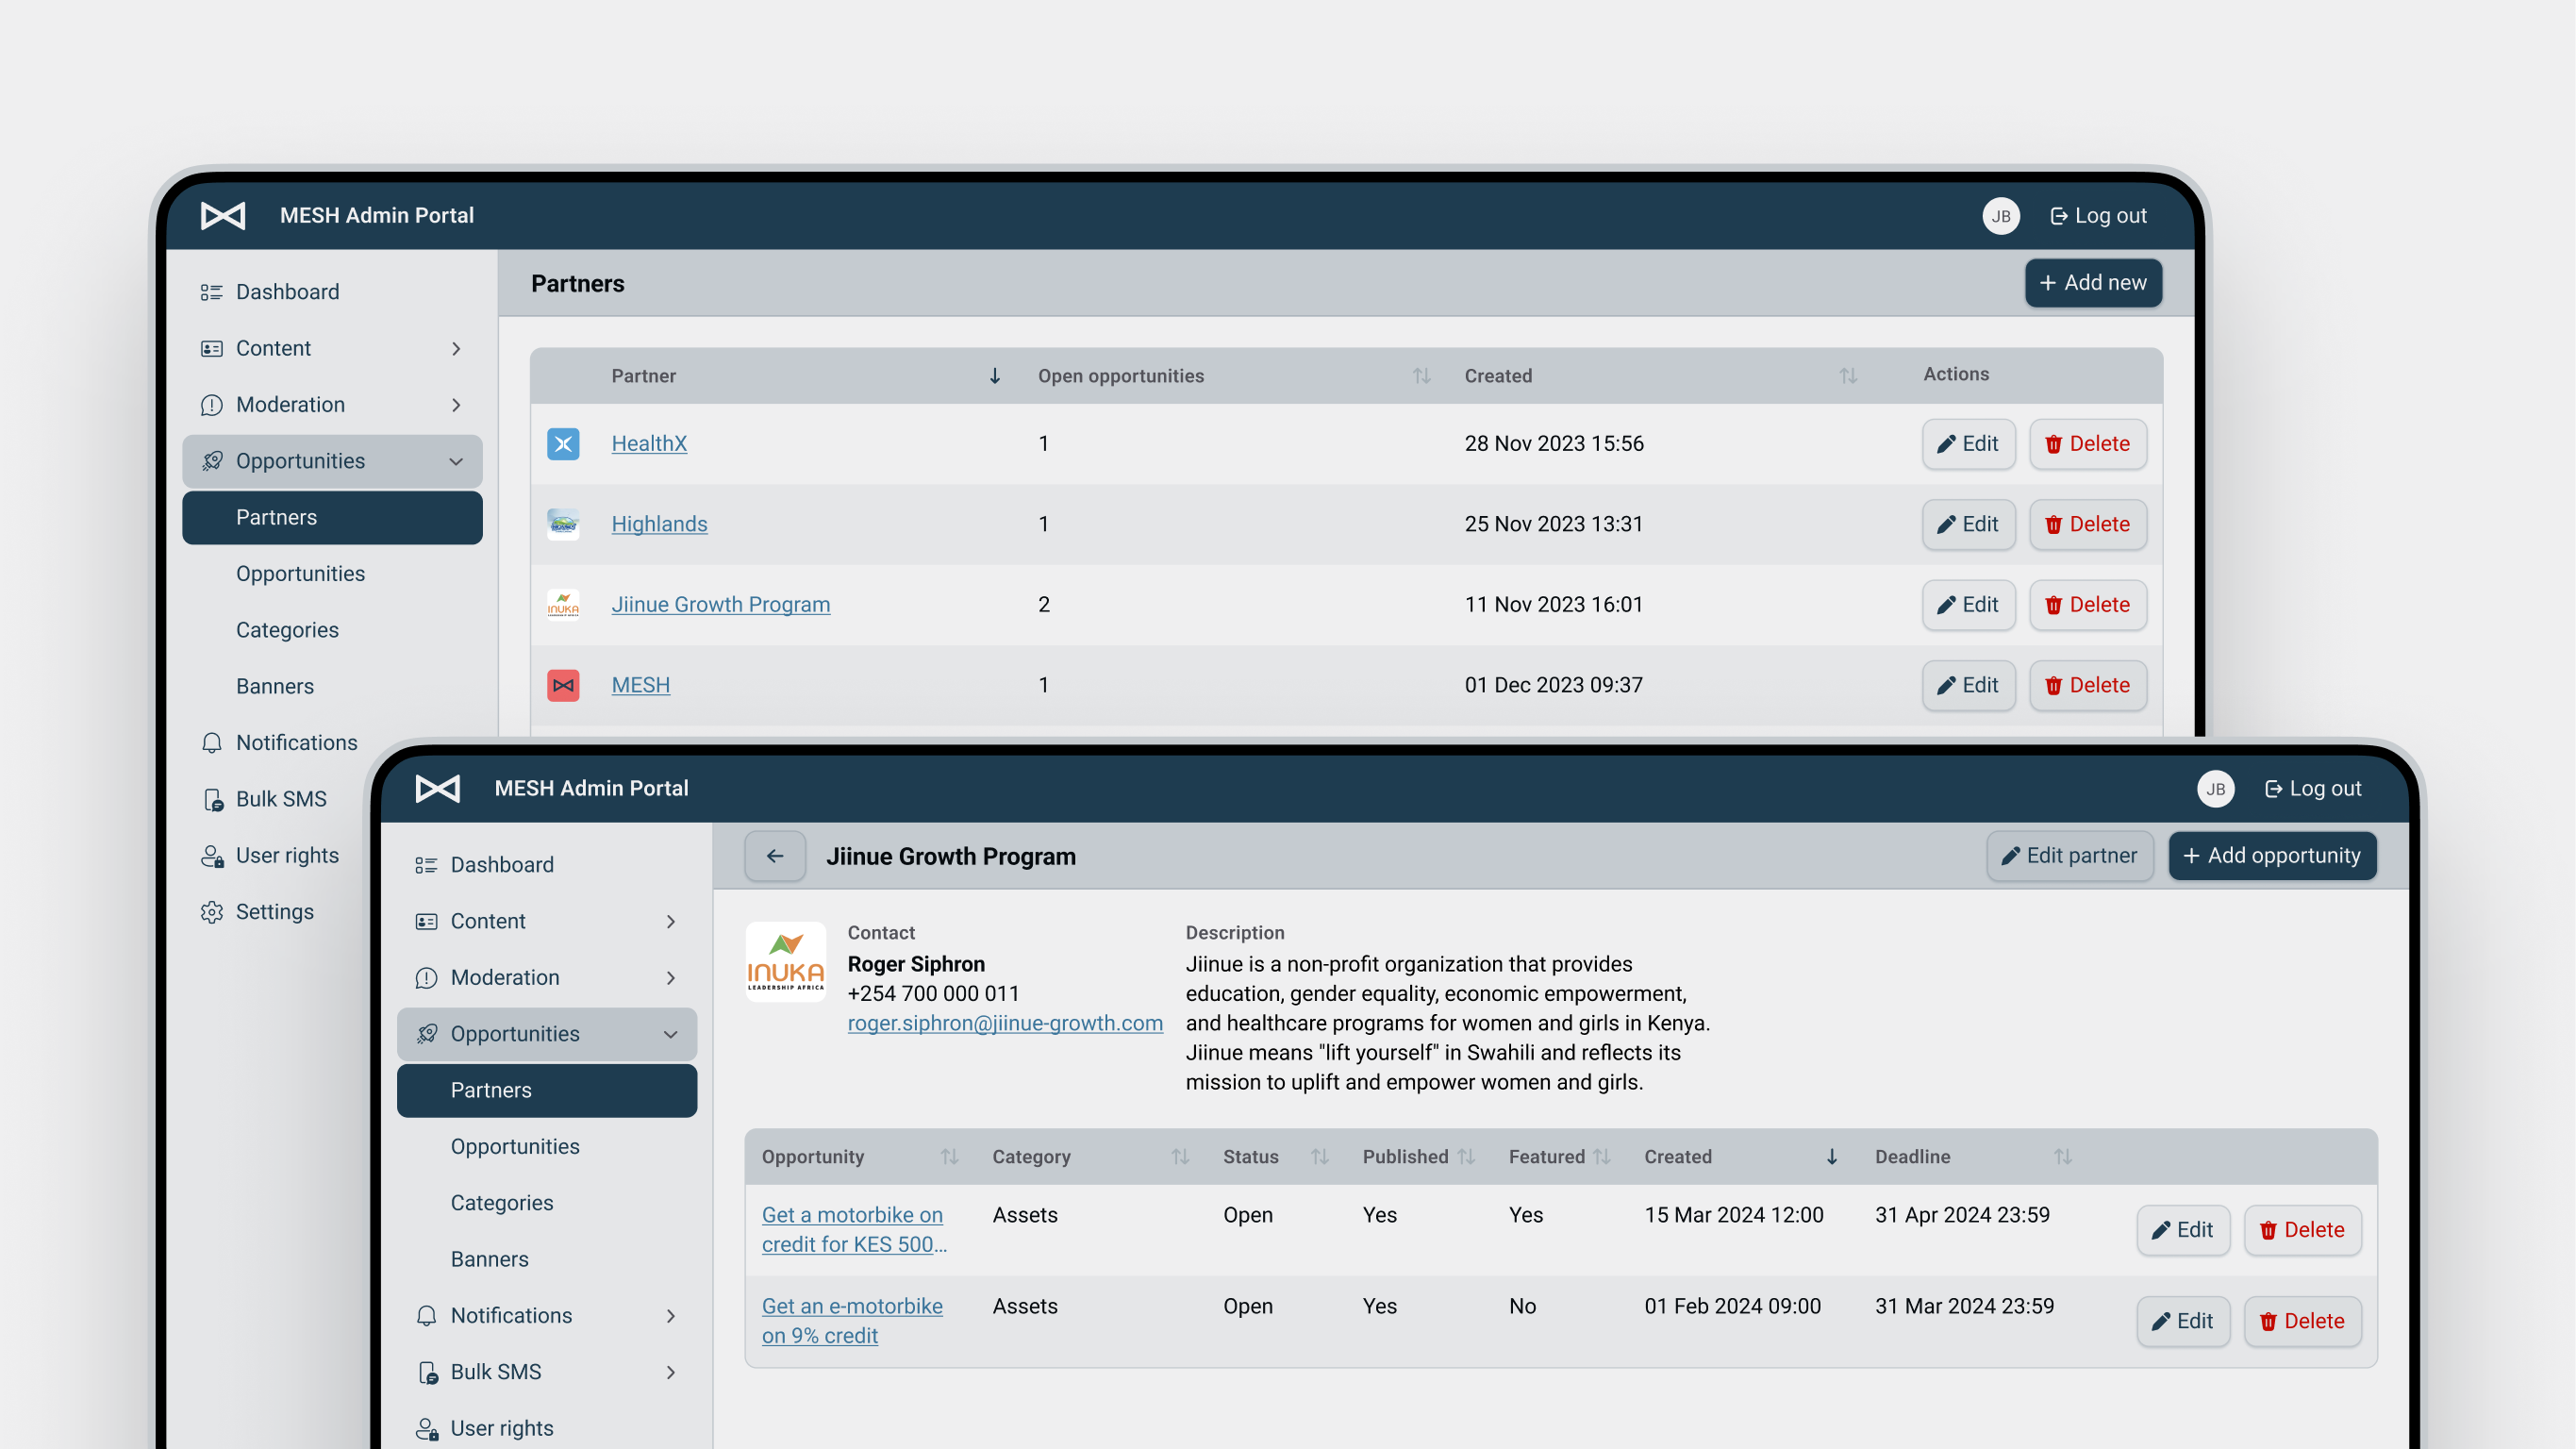 MESH Admin Portal
JB
Log out
Dashboard
Content
Moderation
Opportunities
Partners
Opportunities
Categories
Banners
Notifications
Bulk SMS
User rights
Settings
Partners
+ Add new
Partner
Open opportunities
Created
Actions
HealthX
1
28 Nov 2023 15:56
Edit
Delete
Highlands
1
25 Nov 2023 13:31
Edit
Delete
INUKA
Jiinue Growth Program
2
11 Nov 2023 16:01
Edit
Delete
MESH
1
01 Dec 2023 09:37
Edit
Delete
MESH Admin Portal
JB
Log out
Dashboard
Content
Moderation
Opportunities
Partners
Opportunities
Categories
Banners
Notifications
Bulk SMS
User rights
Jiinue Growth Program
Edit partner
+ Add opportunity
INUKA
LEADERSHIP AFRICA
Contact
Roger Siphron
+254 700 000 011
roger.siphron@jiinue-growth.com
Description
Jiinue is a non-profit organization that provides
education, gender equality, economic empowerment,
and healthcare programs for women and girls in Kenya.
Jiinue means "lift yourself" in Swahili and reflects its
mission to uplift and empower women and girls.
Opportunity
Category
Status
Published
Featured
Created
Deadline
Get a motorbike on
credit for KES 500...
Assets
Open
Yes
Yes
15 Mar 2024 12:00
31 Apr 2024 23:59
Edit
Delete
Get an e-motorbike
on 9% credit
Assets
Open
Yes
No
01 Feb 2024 09:00
31 Mar 2024 23:59
Edit
Delete